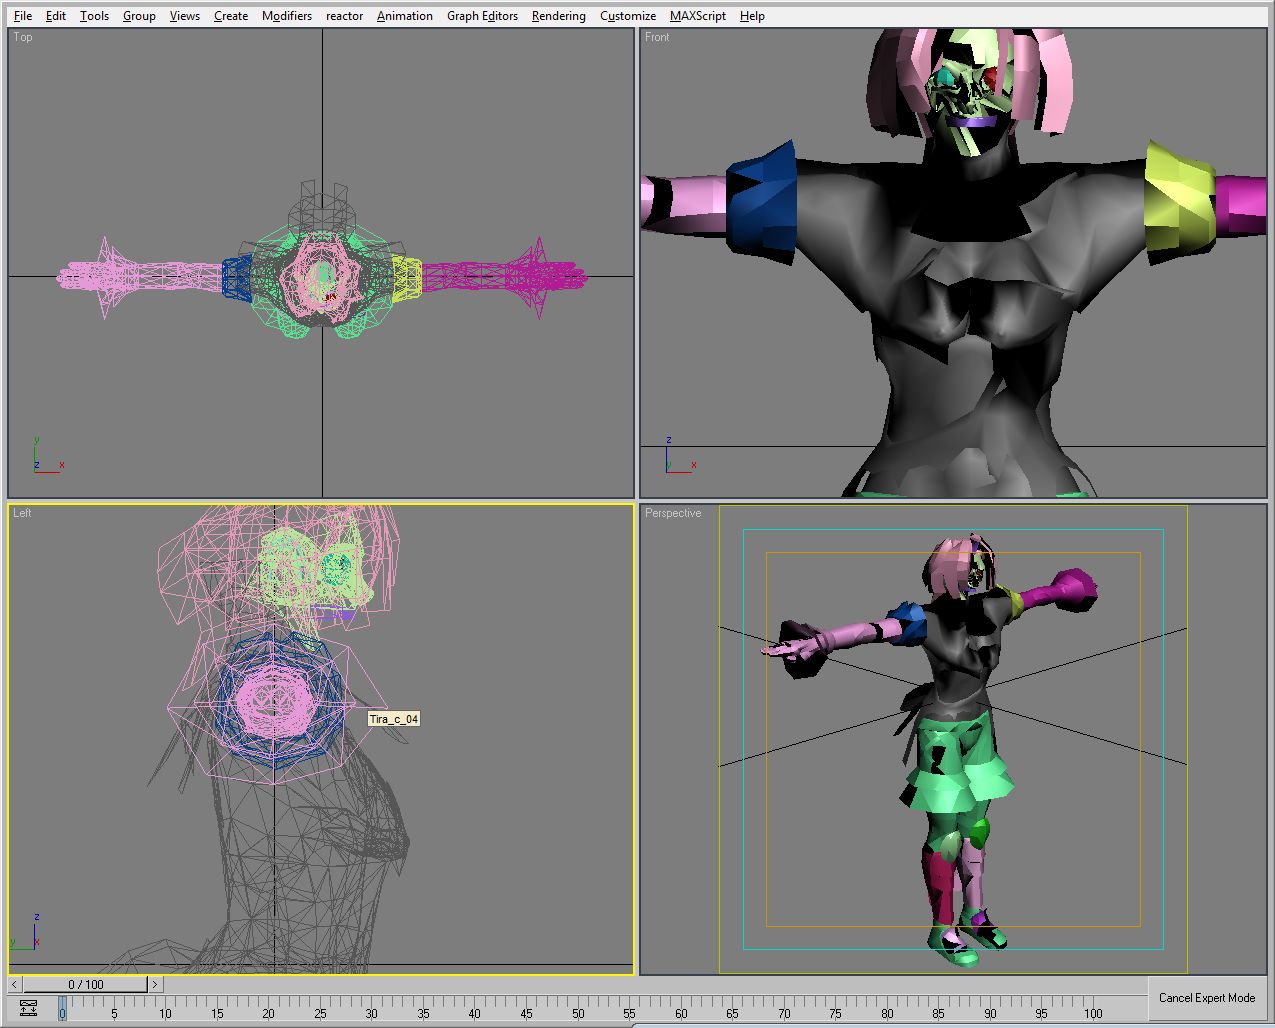 File Edit Tools Group Views Create Modifiers reactor Animation Graph Editors Rendering Customize MAXScript Help
Top
Front
y
z x
z
y x
Left
Perspective
Tira_c_04
z
y x
< 0 / 100 >
0 5 10 15 20 25 30 35 40 45 50 55 60 65 70 75 80 85 90 95 100
Cancel Expert Mode